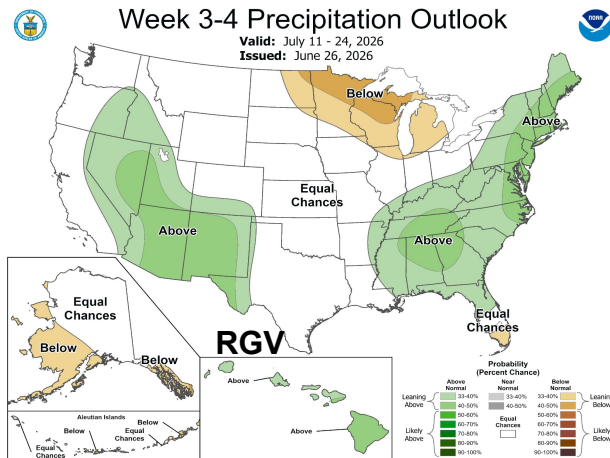 Week 3-4 Precipitation Outlook
Valid: July 11 - 24, 2026
Issued: June 26, 2026
NOAA
Below
Above
Equal
Chances
Above
Above
Equal
Chances
Equal
Chances
Below
Below
RGV
Aleutian Islands
Below
Below
Equal
Chances
Equal
Chances
Above
Above
Probability
(Percent Chance)
Above
Normal
Near
Normal
Below
Normal
Leaning
Above
33-40%
40-50%
50-60%
60-70%
70-80%
80-90%
90-100%
Likely
Above
33-40%
40-50%
Equal
Chances
33-40%
40-50%
50-60%
60-70%
70-80%
80-90%
90-100%
Leanin
Below
Likely
Below